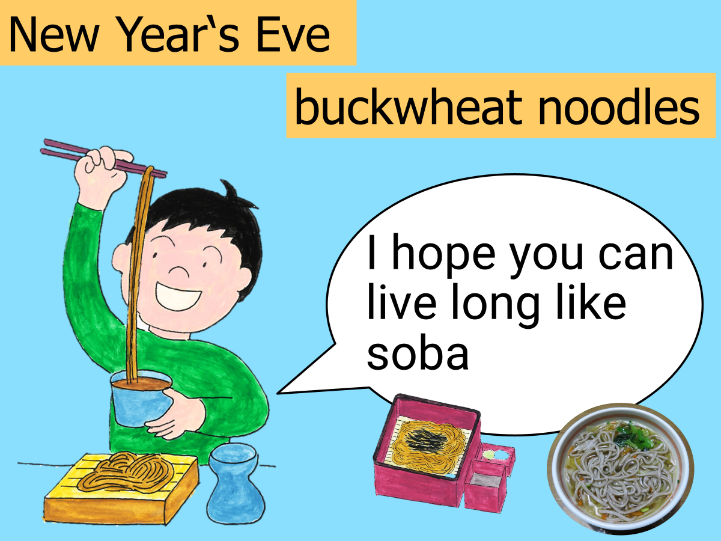 New Year‘s Eve
buckwheat noodles
I hope you can
live long like
soba